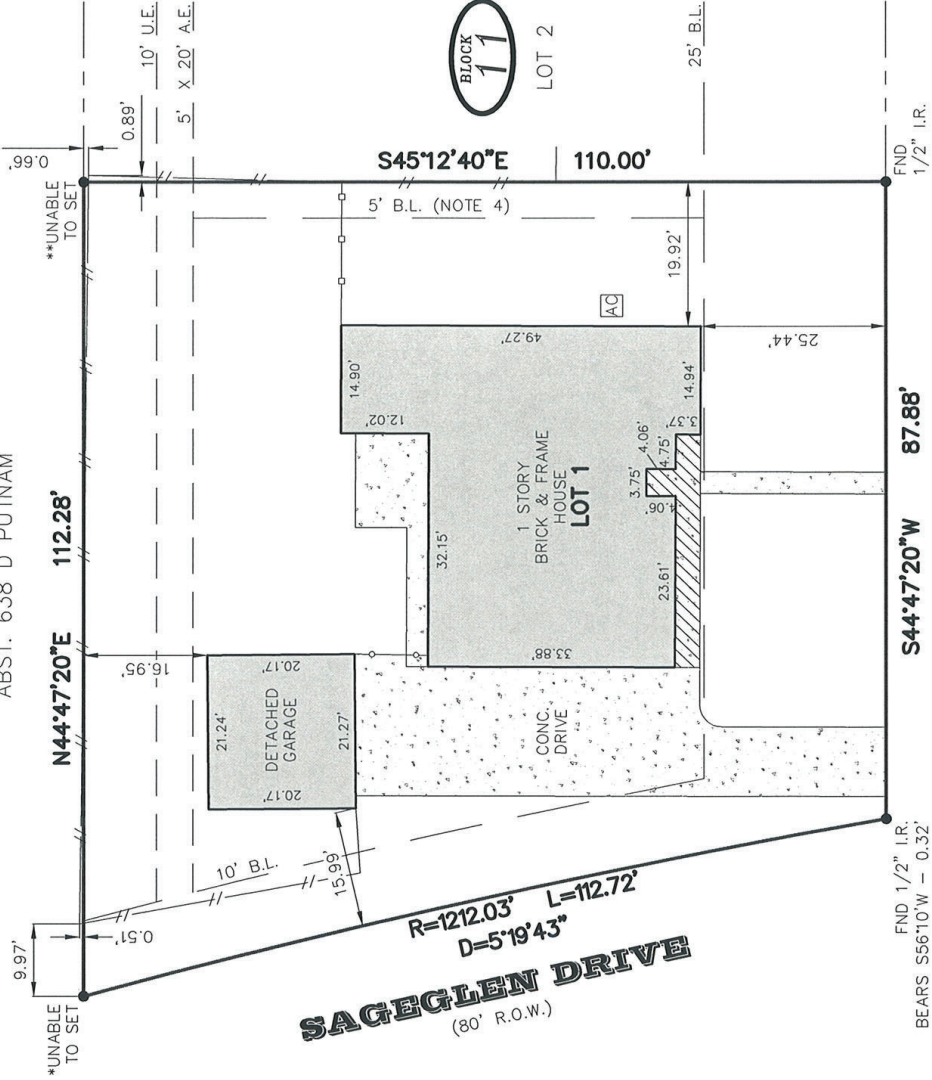 ABST. 638 D PUTNAM
10' U.E.
5' X 20' A.E.
BLOCK
11
LOT 2
25' B.L.
0.66'
0.89'
S45°12'40"E 110.00'
FND
1/2" I.R.
**UNABLE
TO SET
5' B.L. (NOTE 4)
19.92'
AC
49.27'
25.44'
14.90'
14.94'
12.02'
3.37'
4.06'
4.75'
3.75'
4.06'
N44°47'20"E 112.28'
1 STORY
BRICK & FRAME
HOUSE
LOT 1
87.88'
S44°47'20"W
32.15'
23.61'
33.88'
16.95'
20.17'
21.24'
DETACHED
GARAGE
21.27'
20.17'
CONC.
DRIVE
10' B.L.
15.99'
0.51'
9.97'
*UNABLE
TO SET
R=1212.03' L=112.72'
D=5°19'43"
SAGEGLEN DRIVE
(80' R.O.W.)
FND 1/2" I.R.
BEARS S56°10'W - 0.32'